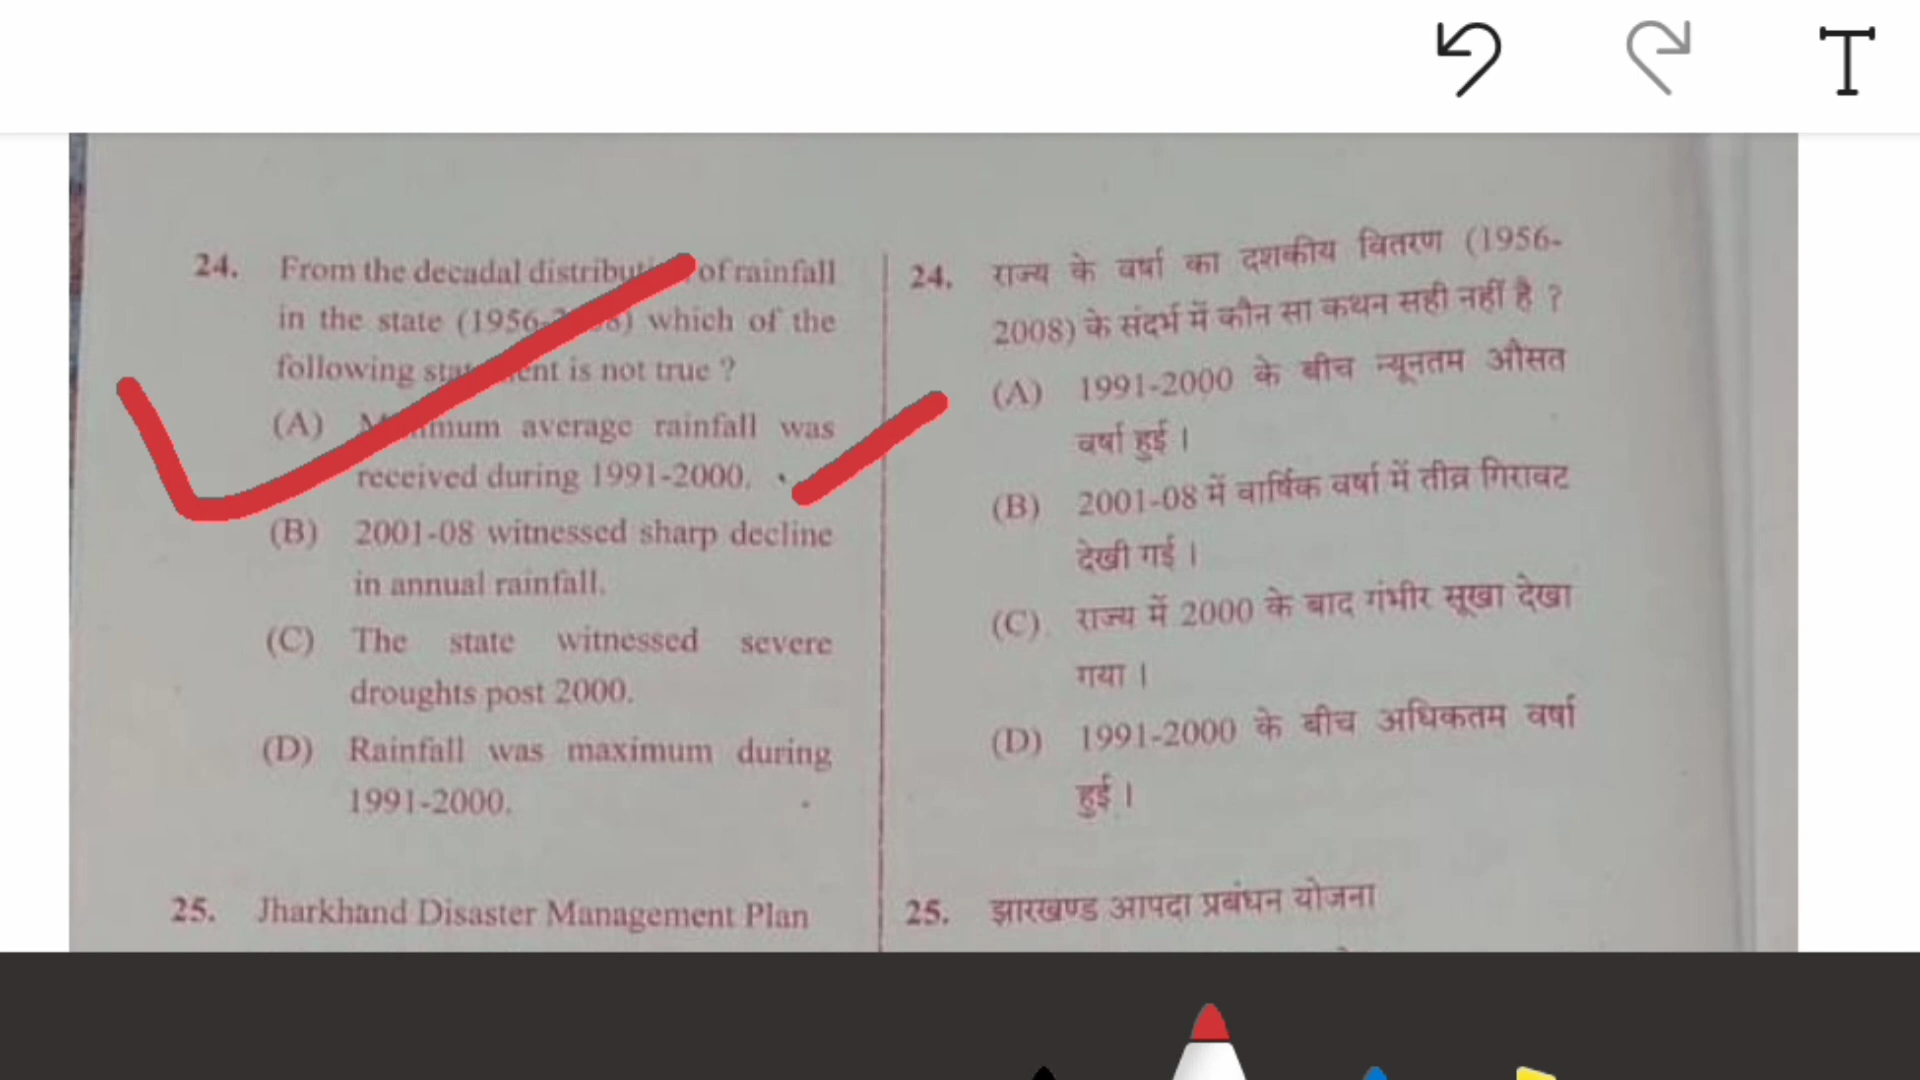 T
24. From the decadal distribut of rainfall
in the state (1956- 8) which of the
following statement is not true ?
(A) Minimum average rainfall was
received during 1991-2000.
(B) 2001-08 witnessed sharp decline
in annual rainfall.
(C) The state witnessed severe
droughts post 2000.
(D) Rainfall was maximum during
1991-2000.
25. Jharkhand Disaster Management Plan
24. राज्य के वर्षा का दशकीय वितरण (1956-
2008) के संदर्भ में कौन सा कथन सही नहीं है ?
(A) 1991-2000 के बीच न्यूनतम औसत
वर्षा हुई ।
(B) 2001-08 में वार्षिक वर्षा में तीव्र गिरावट
देखी गई ।
(C) राज्य में 2000 के बाद गंभीर सूखा देखा
गया ।
(D) 1991-2000 के बीच अधिकतम वर्षा
हुई ।
25. झारखण्ड आपदा प्रबंधन योजना